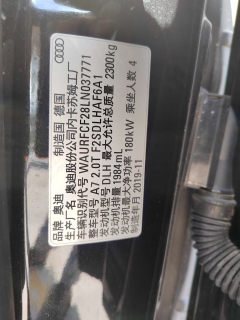 制造国 德国
品牌 奥迪
生产厂名 奥迪股份公司内卡苏姆工厂
车辆识别代号 WAURFCF28LN037771
整车型号 A7 2.0T F2SDLHAF6A1
发动机型号 DLH 最大允许总质量 2300kg
发动机排量 1984mL
发动机最大净功率 180kW 乘坐人数 4
制造年月 2019-11